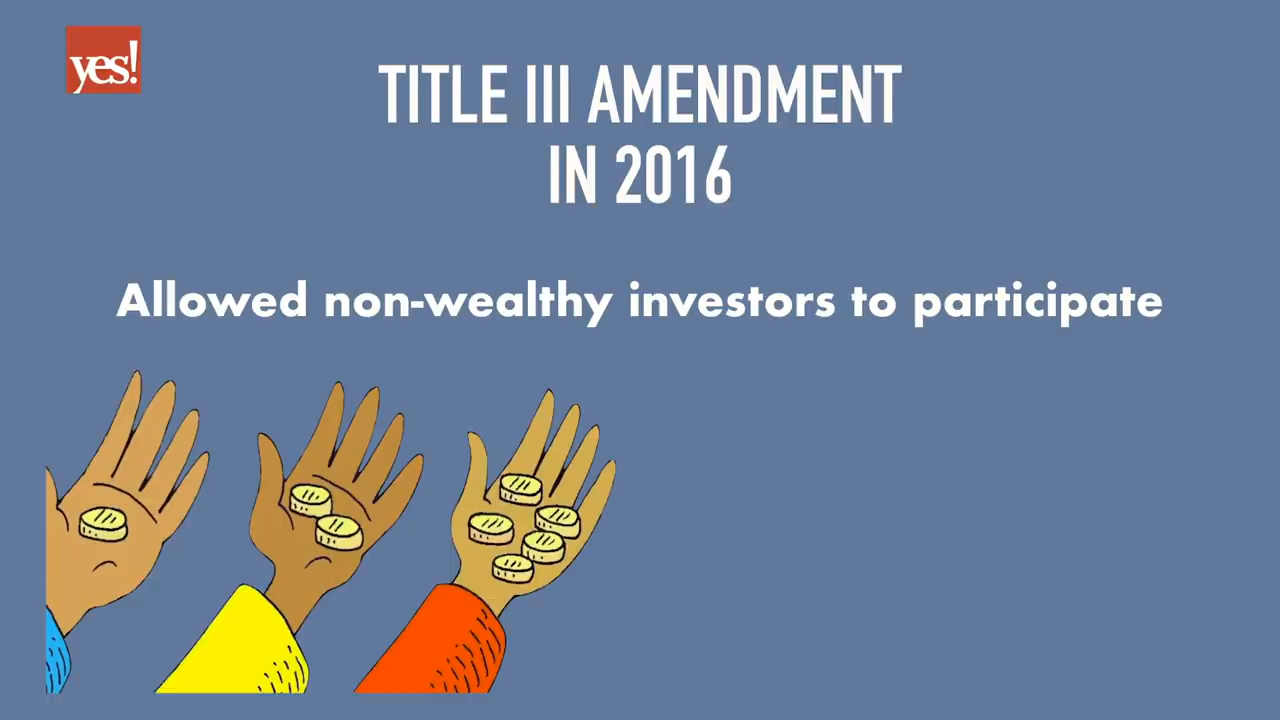 yes!
TITLE III AMENDMENT
IN 2016
Allowed non-wealthy investors to participate